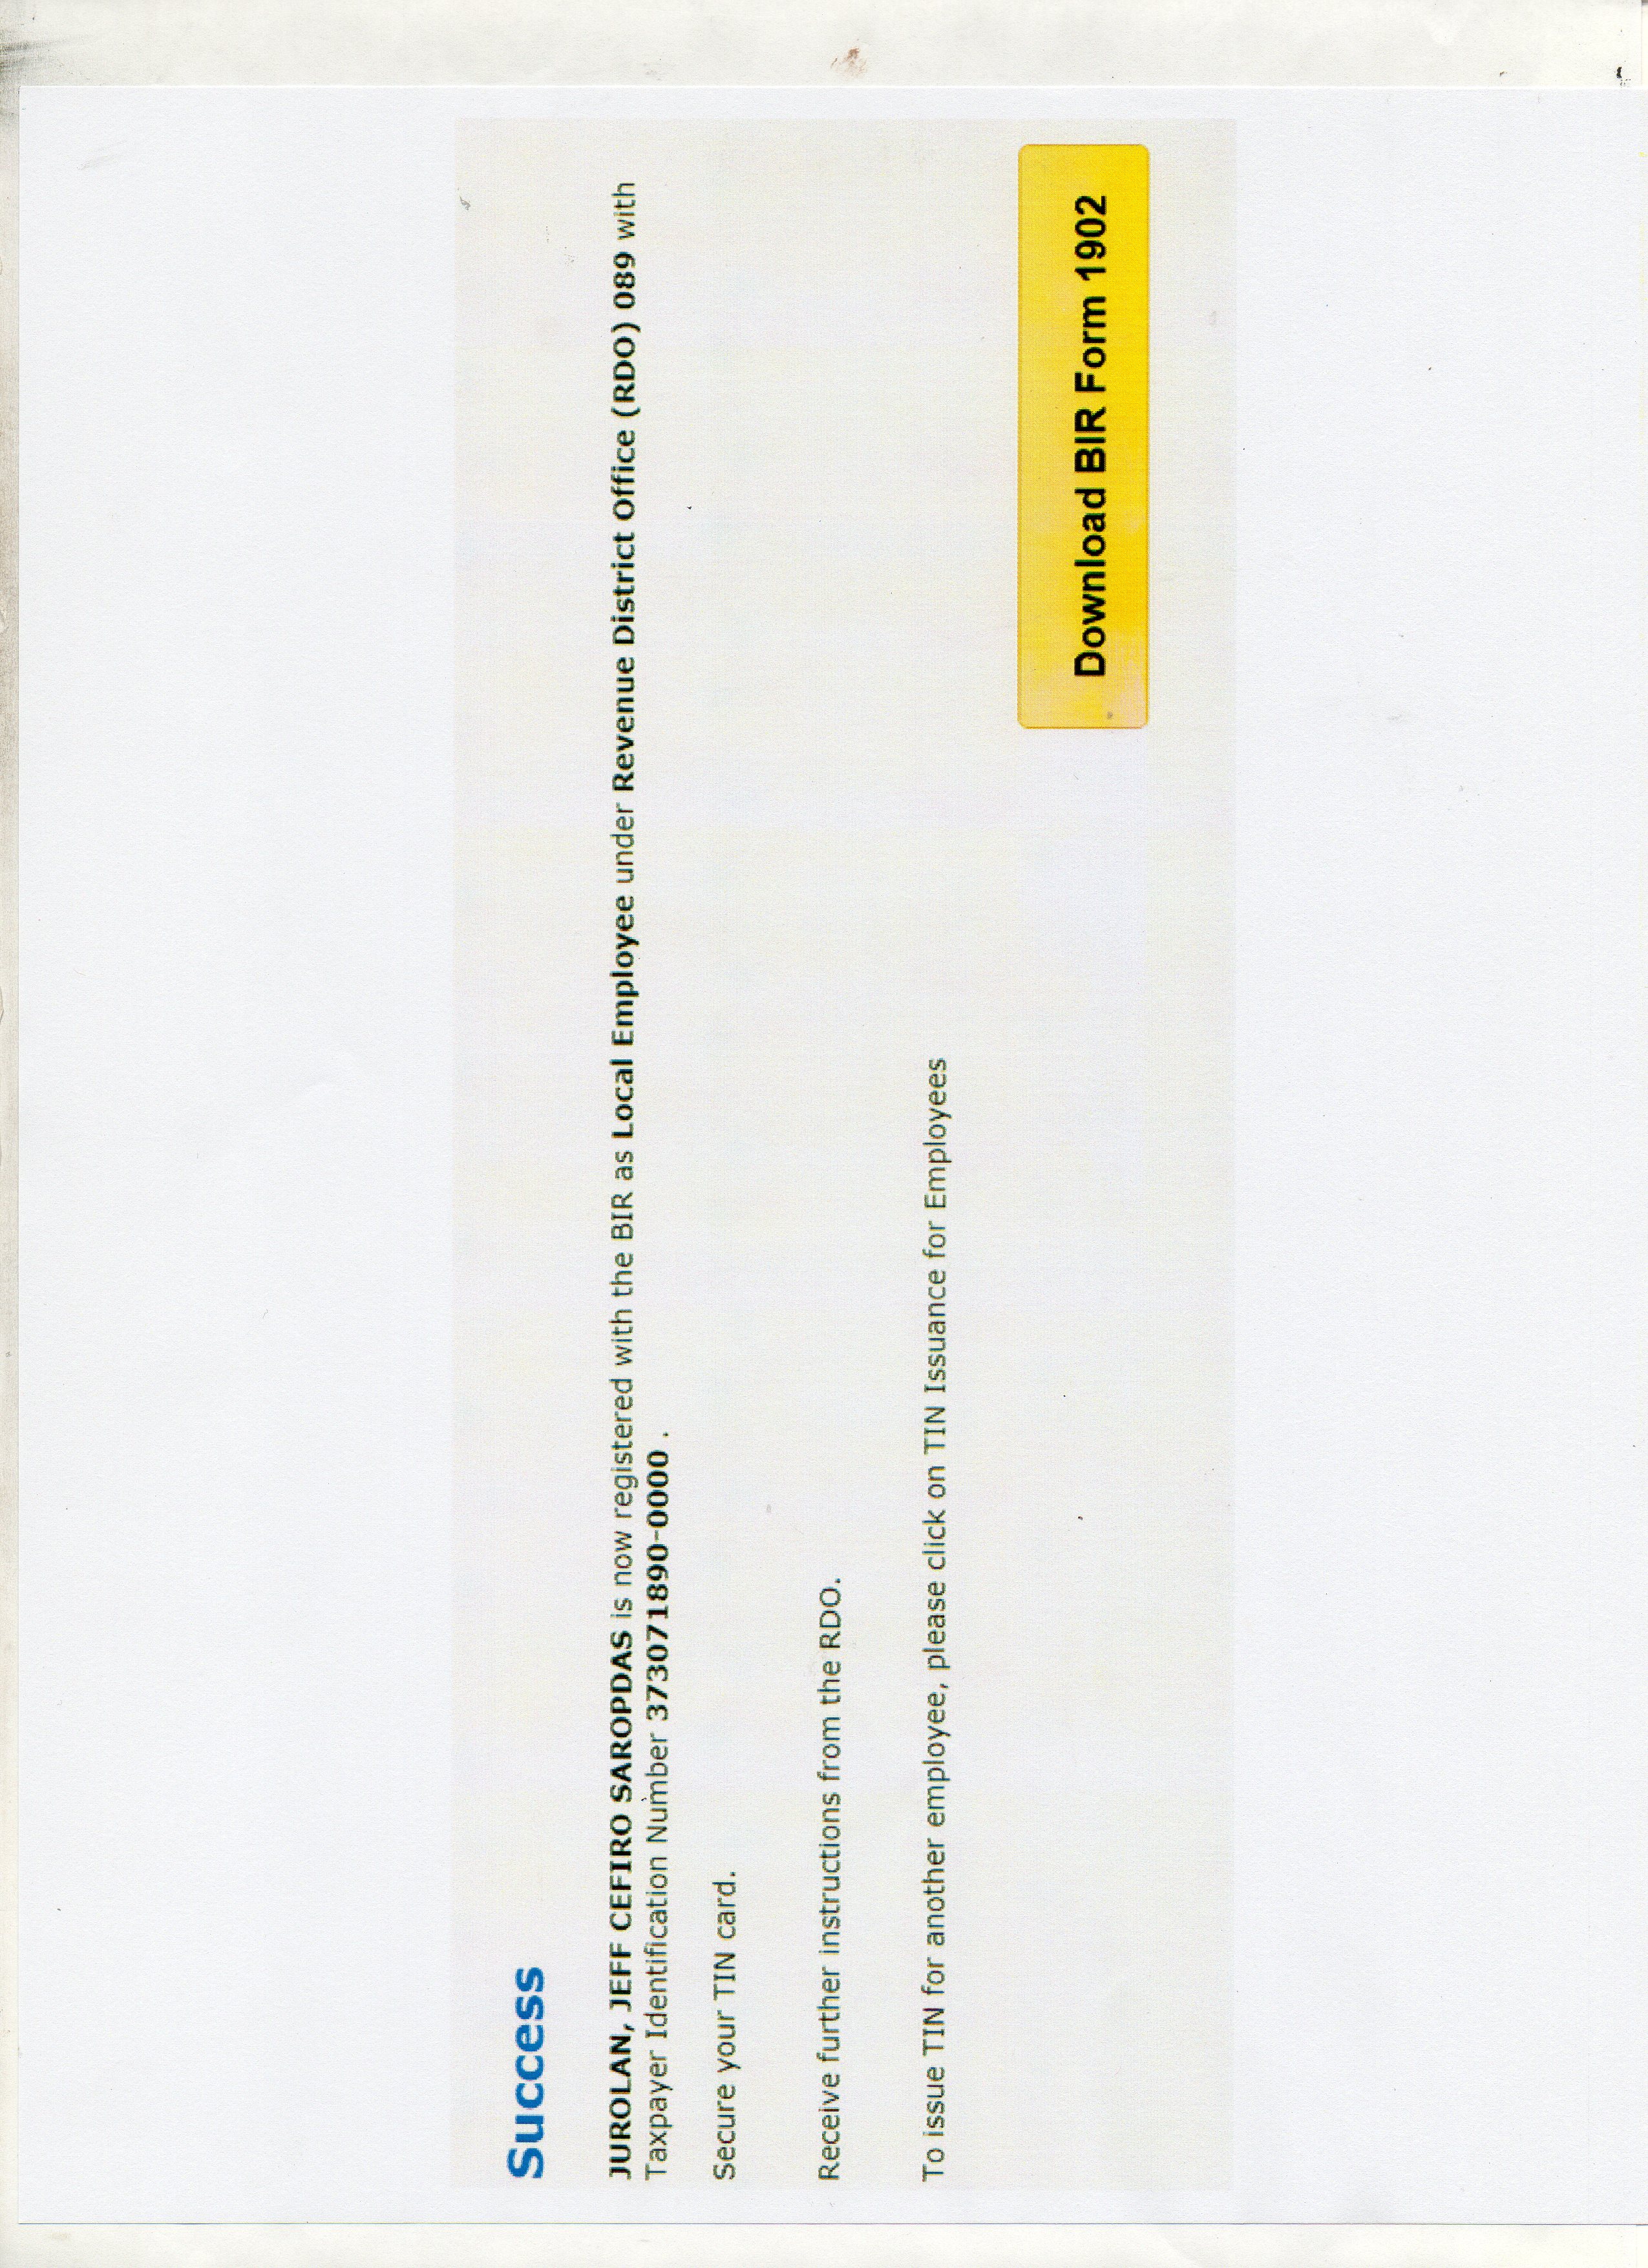 Success
JUROLAN, JEFF CEFIRO SAROPDAS is now registered with the BIR as Local Employee under Revenue District Office (RDO) 089 with
Taxpayer Identification Number 373071890-0000 .
Secure your TIN card.
Receive further instructions from the RDO.
To issue TIN for another employee, please click on TIN Issuance for Employees
Download BIR Form 1902